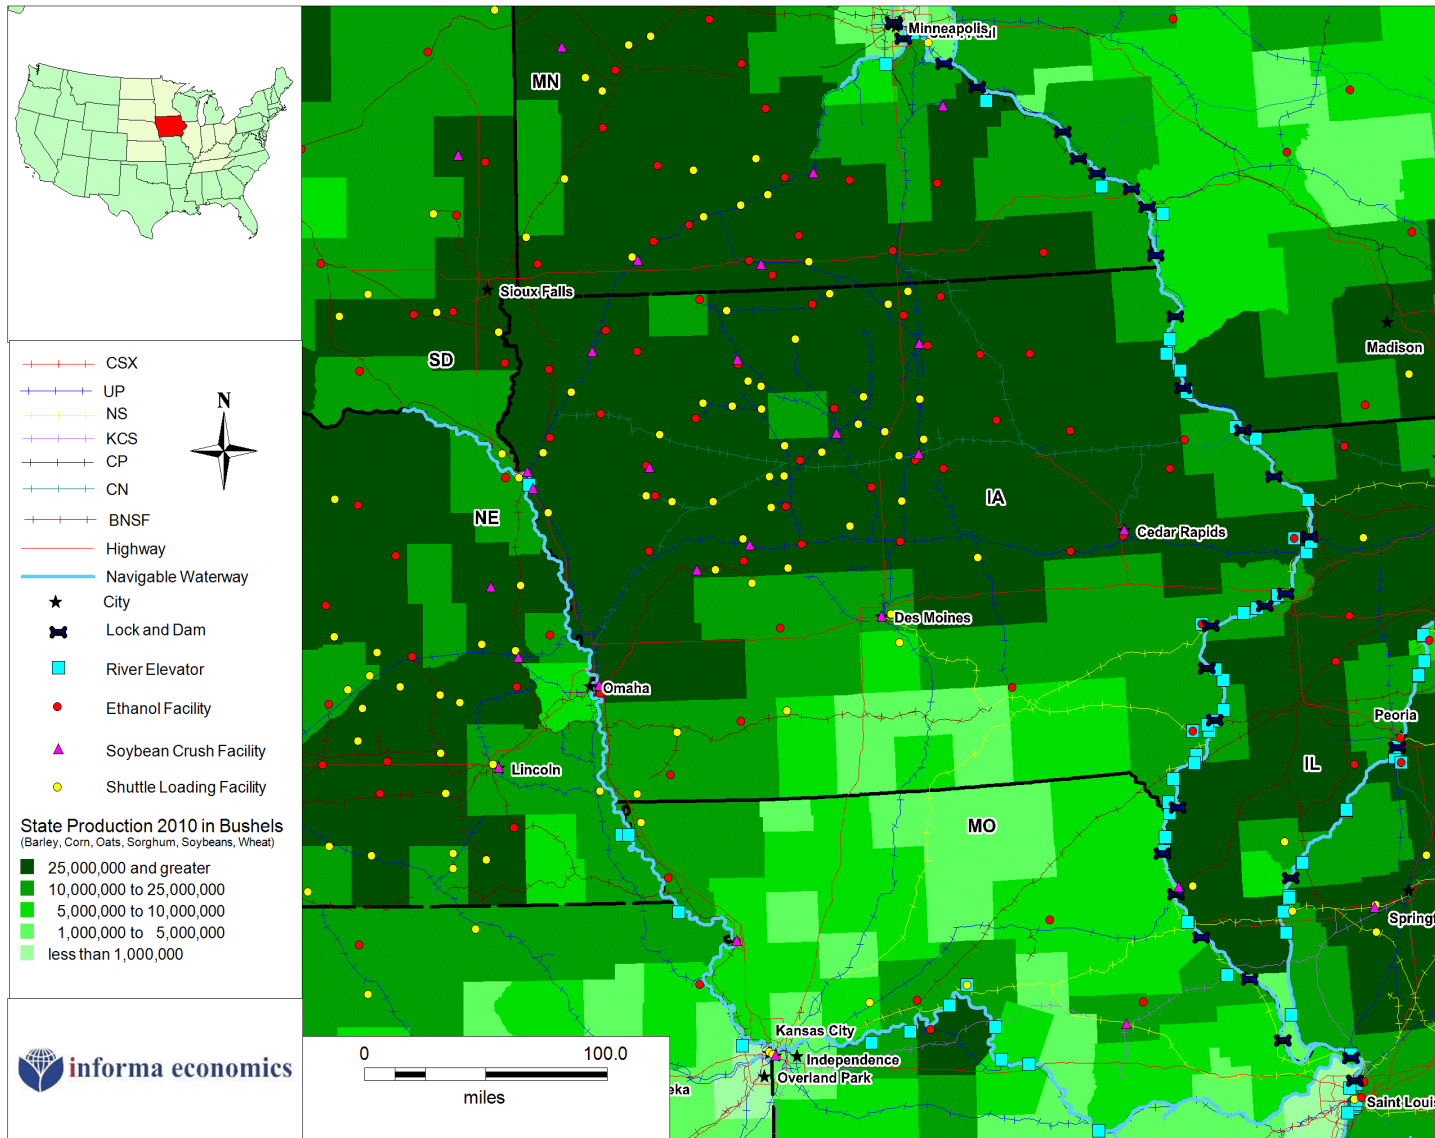 Minneapolis
MN
Sioux Falls
SD
Madison
NE
IA
Cedar Rapids
Des Moines
Omaha
Peoria
IL
Lincoln
MO
Springf
Kansas City
Independence
Overland Park
eka
Saint Louis
N
CSX
UP
NS
KCS
CP
CN
BNSF
Highway
Navigable Waterway
City
Lock and Dam
River Elevator
Ethanol Facility
Soybean Crush Facility
Shuttle Loading Facility
State Production 2010 in Bushels
(Barley, Corn, Oats, Sorghum, Soybeans, Wheat)
25,000,000 and greater
10,000,000 to 25,000,000
5,000,000 to 10,000,000
1,000,000 to 5,000,000
less than 1,000,000
informa economics
0 100.0
miles